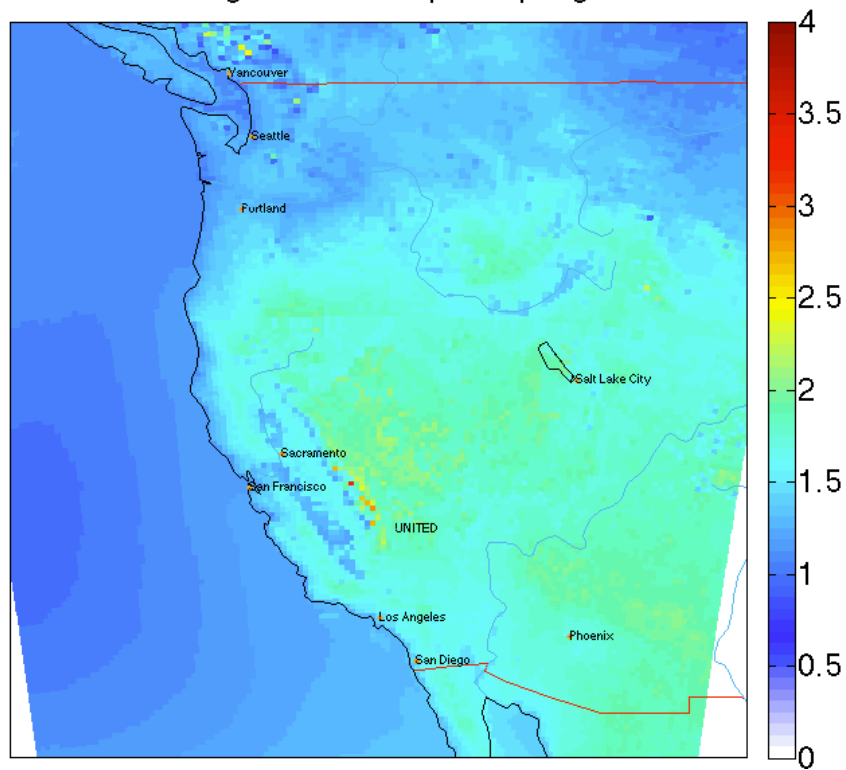 4
3.5
Vancouver
Seattle
3
Portland
2.5
Salt Lake City
2
Sacramento
San Francisco
1.5
UNITED
1
Los Angeles
Phoenix
San Diego
0.5
0